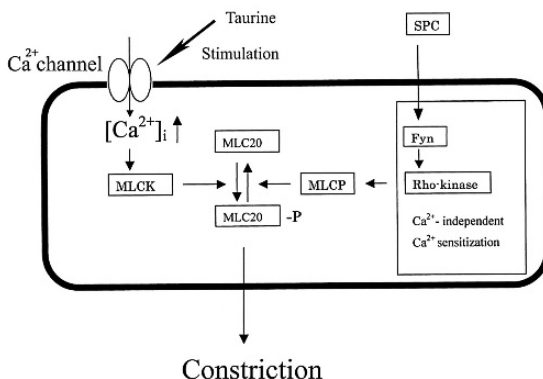 Taurine
SPC
Stimulation
Ca²⁺ channel
[Ca²⁺]i
MLC20
Fyn
MLCK
MLCP
Rho-kinase
MLC20
-P
Ca²⁺- independent
Ca²⁺ sensitization
Constriction